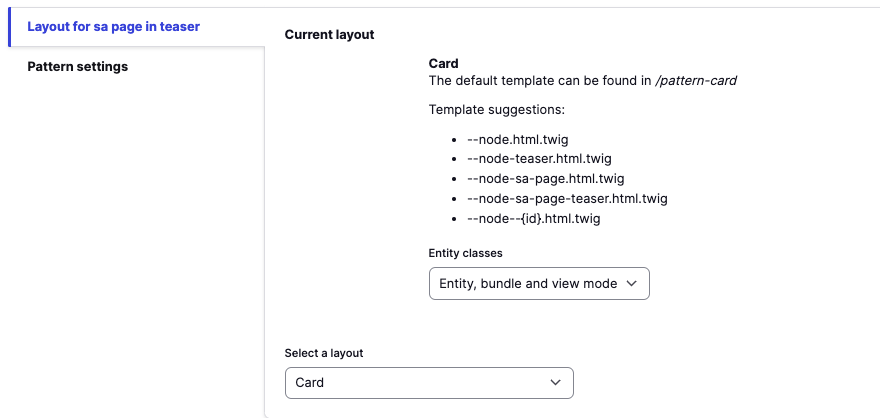 Layout for sa page in teaser
Pattern settings
Current layout
Card
The default template can be found in /pattern-card
Template suggestions:
--node.html.twig
--node-teaser.html.twig
--node-sa-page.html.twig
--node-sa-page-teaser.html.twig
--node--{id}.html.twig
Entity classes
Entity, bundle and view mode
Select a layout
Card